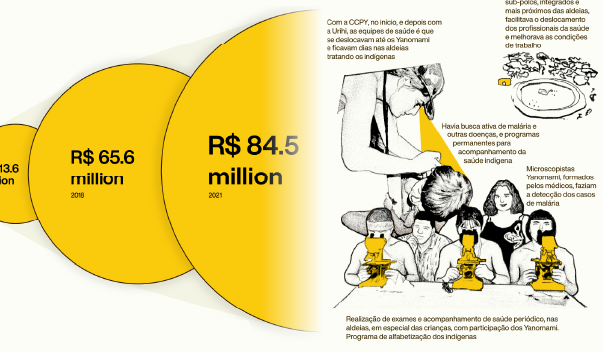 13.6
ion
R$ 65.6
million
2018
R$ 84.5
million
2021
Com a CCPY, no início, e depois com
a Urihi, as equipes de saúde é que
se deslocavam até os Yanomami
e ficavam dias nas aldeias
tratando os indígenas
sub-polos, integrados e
mais próximos das aldeias,
facilitava o deslocamento
dos profissionais da saúde
e melhorava as condições
de trabalho
Havia busca ativa de malária e
outras doenças, e programas
permanentes para
acompanhamento da
saúde indígena
Microscopistas
Yanomami, formados
pelos médicos, faziam
a detecção dos casos
de malária
Realização de exames e acompanhamento de saúde periódico, nas
aldeias, em especial das crianças, com participação dos Yanomami.
Programa de alfabetização dos indígenas